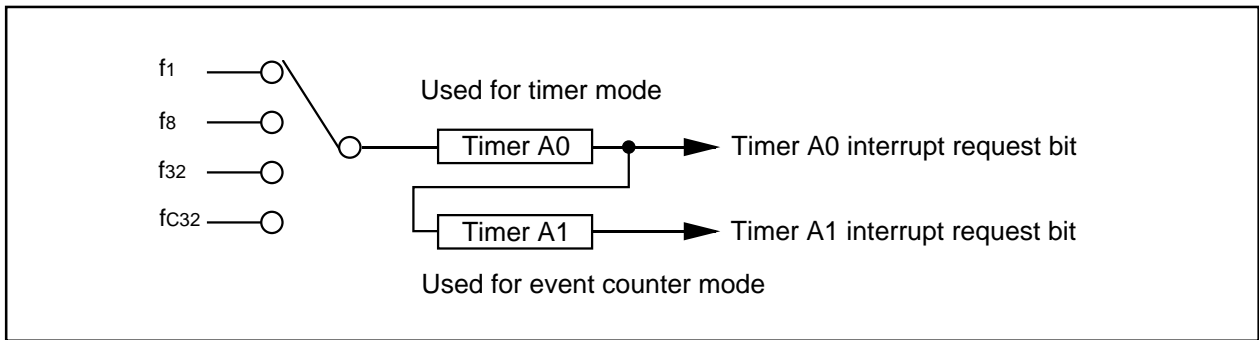 f1
Used for timer mode
f8
Timer A0
Timer A0 interrupt request bit
f32
fC32
Timer A1
Timer A1 interrupt request bit
Used for event counter mode